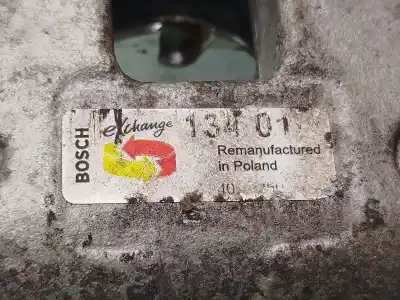 BOSCH
eXchange
134 01
Remanufactured
in Poland